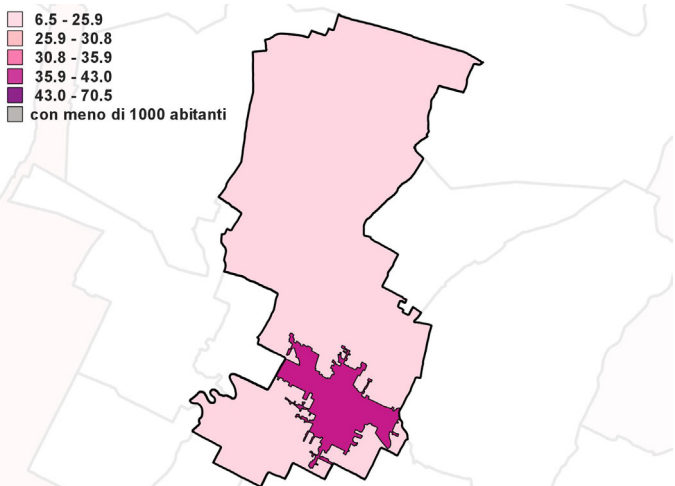 6.5 - 25.9
25.9 - 30.8
30.8 - 35.9
35.9 - 43.0
43.0 - 70.5
con meno di 1000 abitanti